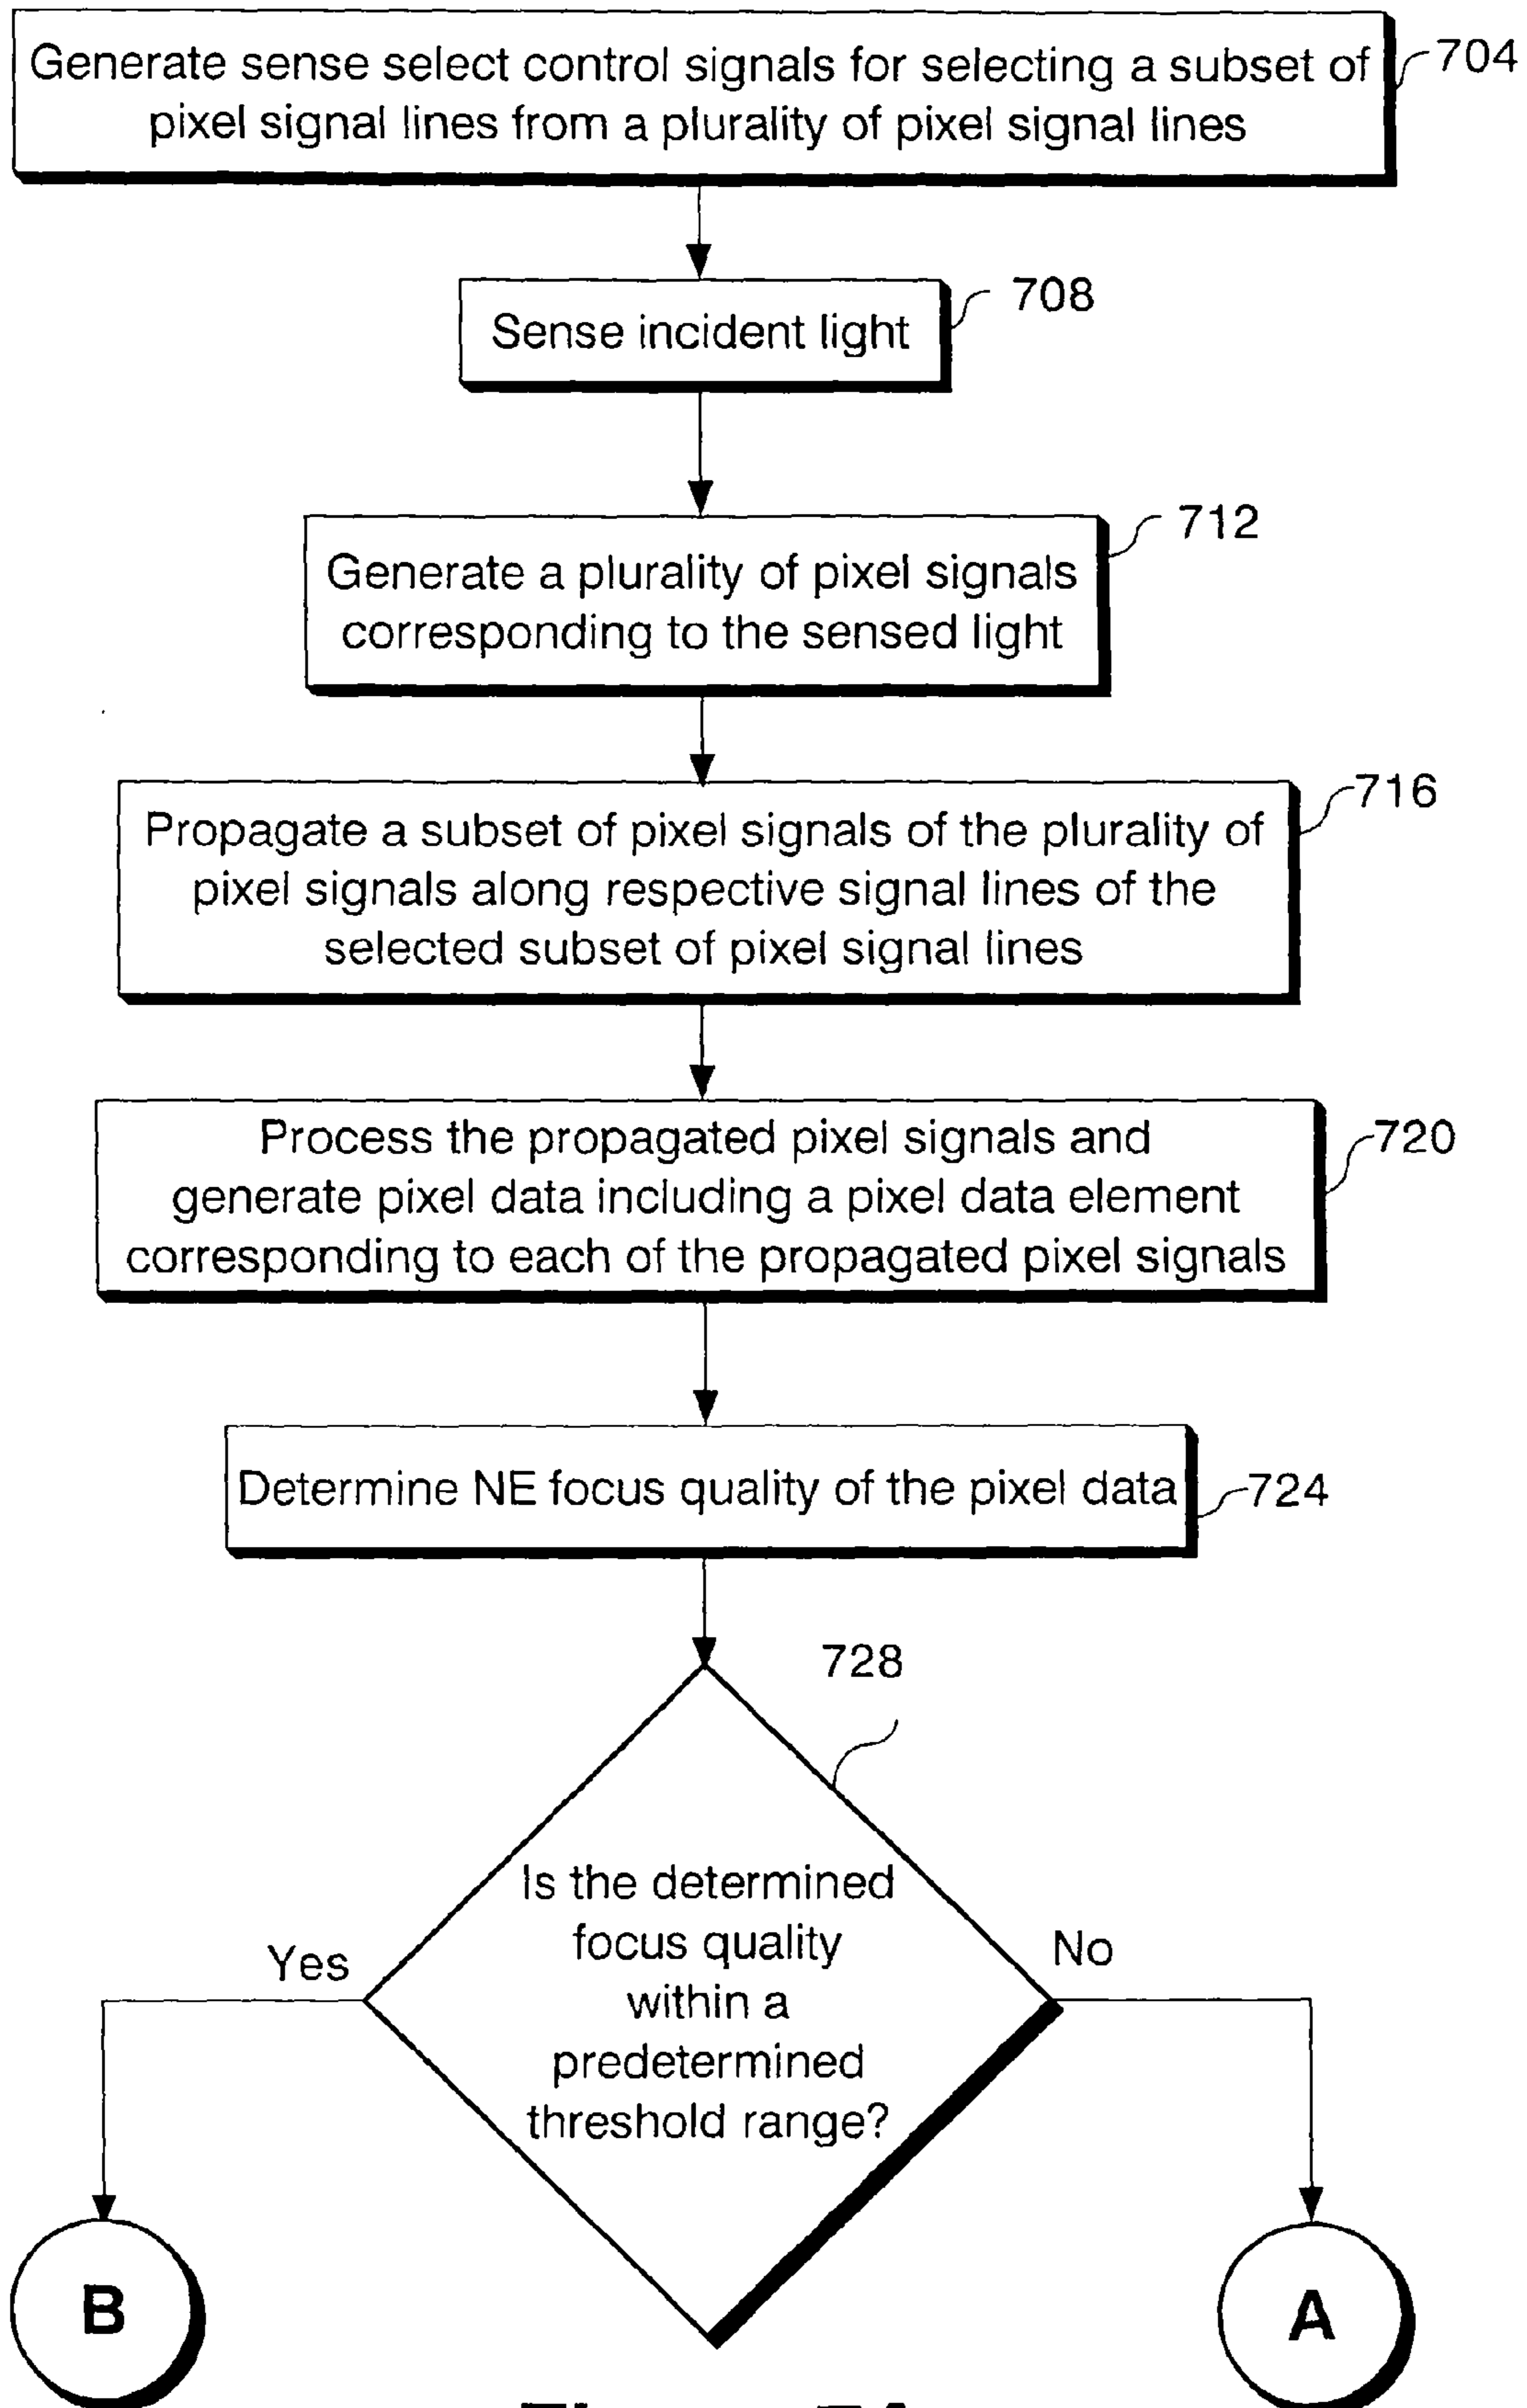 Generate sense select control signals for selecting a subset of
pixel signal lines from a plurality of pixel signal lines
704
Sense incident light
708
Generate a plurality of pixel signals
corresponding to the sensed light
712
Propagate a subset of pixel signals of the plurality of
pixel signals along respective signal lines of the
selected subset of pixel signal lines
716
Process the propagated pixel signals and
generate pixel data including a pixel data element
corresponding to each of the propagated pixel signals
720
Determine NE focus quality of the pixel data
724
728
Is the determined
focus quality
within a
predetermined
threshold range?
Yes
No
B
A